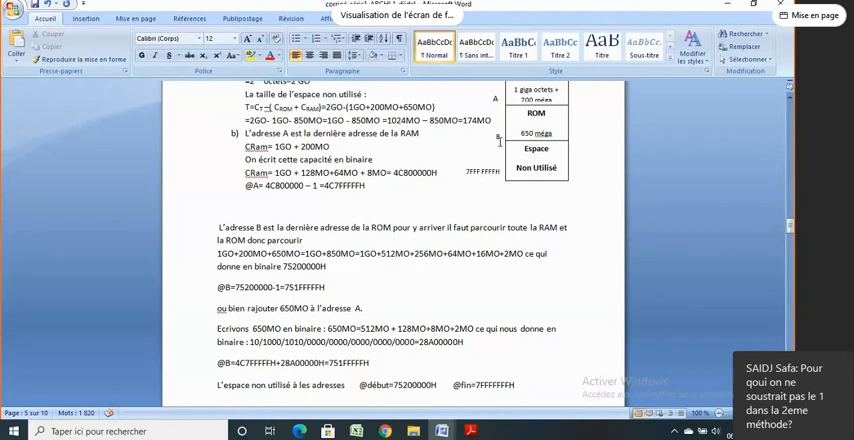 corrigé série1 ARCHI 1 djidel - Microsoft Word
Visualisation de l'écran de f...
Mise en page
Accueil Insertion Mise en page Références Publipostage Révision
Coller
Couper
Copier
Reproduire la mise en forme
Presse-papiers
Calibri (Corps) 12
Police
Paragraphe
AaBbCcDc AaBbCcDc AaBbC AaBbCc AaB AaBbCcL
¶ Normal ¶ Sans int... Titre 1 Titre 2 Titre Sous-titre
Style
Modifier les styles
Rechercher
Remplacer
Sélectionner
Modification
=2 octets=2 GO
La taille de l'espace non utilisé :
T=CT –( CROM + CRAM)=2GO-(1GO+200MO+650MO)
=2GO- 1GO- 850MO=1GO - 850MO =1024MO – 850MO=174MO
b) L'adresse A est la dernière adresse de la RAM
CRam= 1GO + 200MO
On écrit cette capacité en binaire
CRam= 1GO + 128MO+64MO + 8MO= 4C800000H
@A= 4C800000 – 1 =4C7FFFFFH
A
1 giga octets +
200 méga
ROM
650 méga
B
Espace
Non Utilisé
7FFF FFFFH
L'adresse B est la dernière adresse de la ROM pour y arriver il faut parcourir toute la RAM et
la ROM donc parcourir
1GO+200MO+650MO=1GO+850MO=1GO+512MO+256MO+64MO+16MO+2MO ce qui
donne en binaire 75200000H
@B=75200000-1=751FFFFFH
ou bien rajouter 650MO à l'adresse A.
Ecrivons 650MO en binaire : 650MO=512MO + 128MO+8MO+2MO ce qui nous donne en
binaire : 10/1000/1010/0000/0000/0000/0000/0000=28A00000H
@B=4C7FFFFFH+28A00000H=751FFFFFH
L'espace non utilisé à les adresses @début=75200000H @fin=7FFFFFFFH
Activer Windows
SAIDJ Safa: Pour
qoui on ne
soustrait pas le 1
dans la 2eme
méthode?
Page : 5 sur 10 Mots : 1 820
100 %
Taper ici pour rechercher